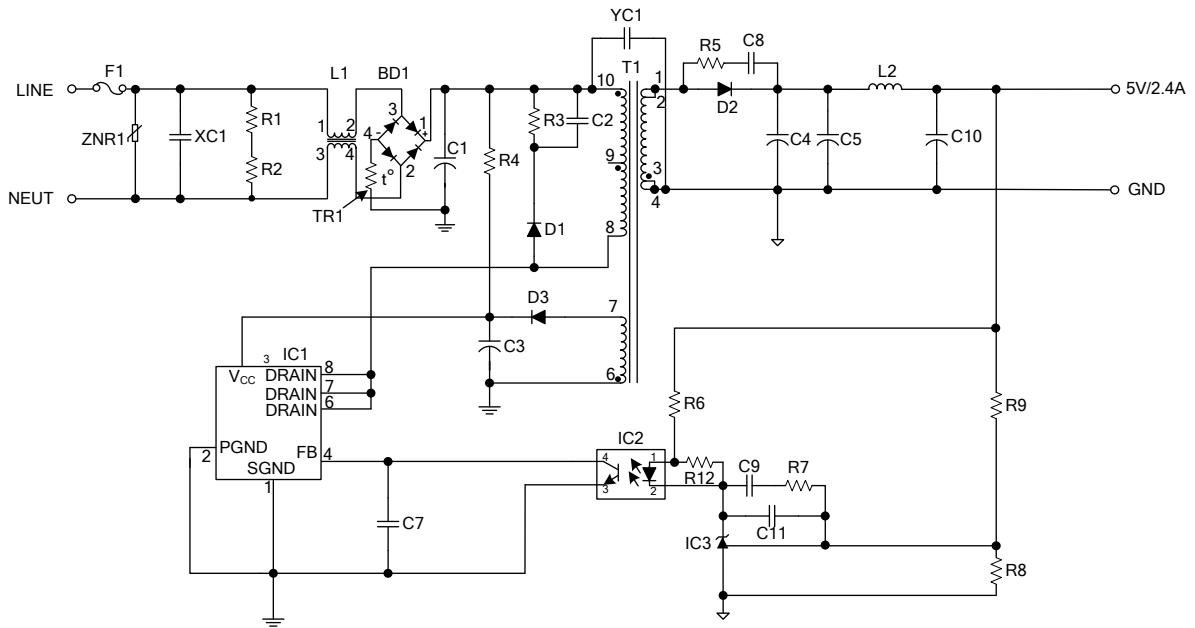 YC1
F1
R5
C8
L1
BD1
T1
L2
LINE
10
1
5V/2.4A
3
2
D2
R1
1
2
4
-
1
+
R3
C2
ZNR1
XC1
C1
R4
9
C4
C5
C10
R2
3
4
t°
2
3
NEUT
4
GND
TR1
D1
8
D3
7
C3
3
IC1
VCC
DRAIN
8
6
DRAIN
7
DRAIN
6
R6
R9
IC2
PGND
FB
4
4
1
C9
R7
2
SGND
3
2
R12
1
C7
C11
IC3
R8